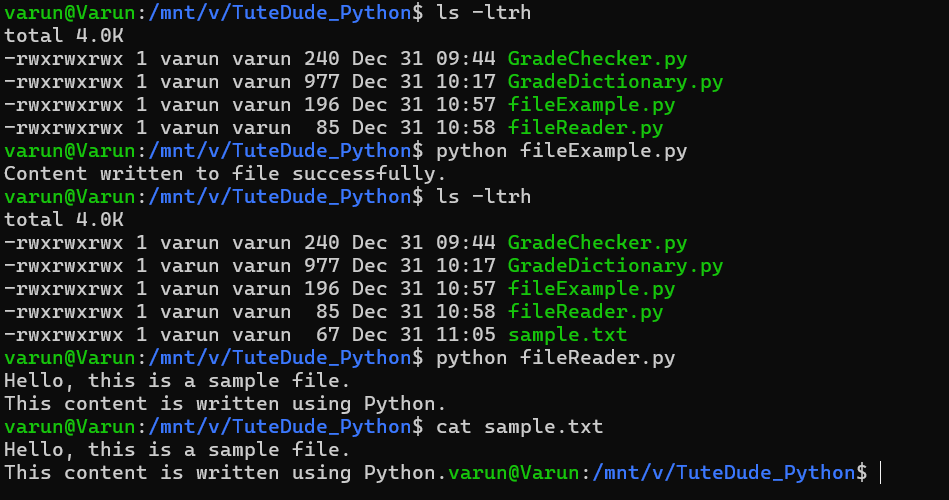 varun@Varun:/mnt/v/TuteDude_Python$ ls -ltrh
total 4.0K
-rwxrwxrwx 1 varun varun 240 Dec 31 09:44 GradeChecker.py
-rwxrwxrwx 1 varun varun 977 Dec 31 10:17 GradeDictionary.py
-rwxrwxrwx 1 varun varun 196 Dec 31 10:57 fileExample.py
-rwxrwxrwx 1 varun varun  85 Dec 31 10:58 fileReader.py
varun@Varun:/mnt/v/TuteDude_Python$ python fileExample.py
Content written to file successfully.
varun@Varun:/mnt/v/TuteDude_Python$ ls -ltrh
total 4.0K
-rwxrwxrwx 1 varun varun 240 Dec 31 09:44 GradeChecker.py
-rwxrwxrwx 1 varun varun 977 Dec 31 10:17 GradeDictionary.py
-rwxrwxrwx 1 varun varun 196 Dec 31 10:57 fileExample.py
-rwxrwxrwx 1 varun varun  85 Dec 31 10:58 fileReader.py
-rwxrwxrwx 1 varun varun  67 Dec 31 11:05 sample.txt
varun@Varun:/mnt/v/TuteDude_Python$ python fileReader.py
Hello, this is a sample file.
This content is written using Python.
varun@Varun:/mnt/v/TuteDude_Python$ cat sample.txt
Hello, this is a sample file.
This content is written using Python.varun@Varun:/mnt/v/TuteDude_Python$